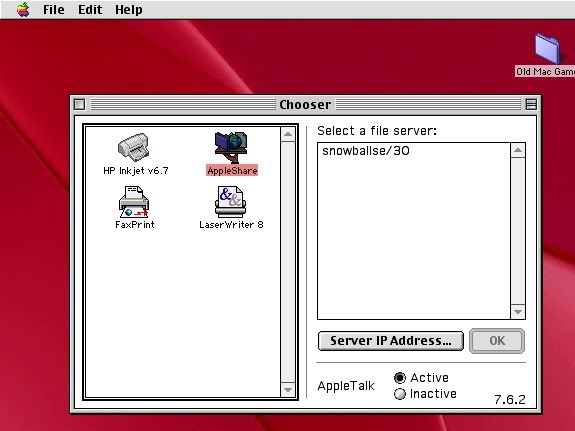 File Edit Help
Old Mac Gam
Chooser
Select a file server:
HP Inkjet v6.7
AppleShare
snowballse/30
FaxPrint
LaserWriter 8
Server IP Address...
OK
AppleTalk
Active
Inactive
7.6.2